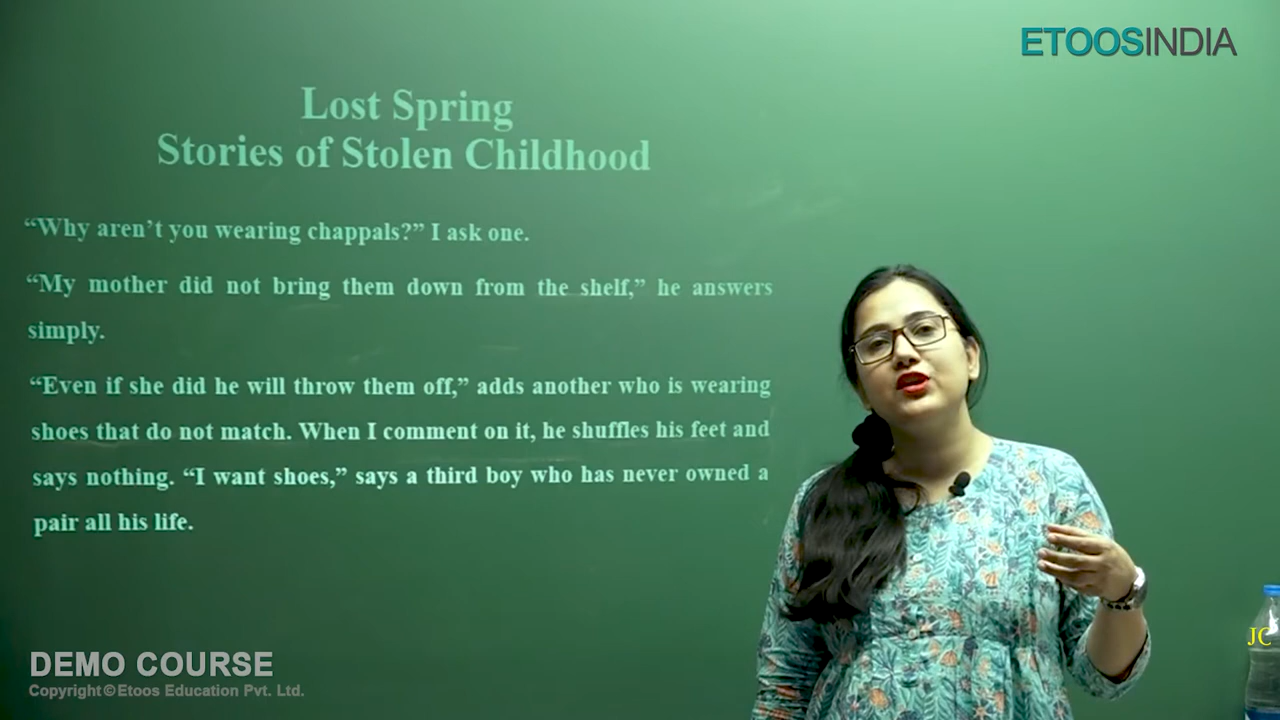 ETOOSINDIA
Lost Spring
Stories of Stolen Childhood
“Why aren’t you wearing chappals?” I ask one.
“My mother did not bring them down from the shelf,” he answers
simply.
“Even if she did he will throw them off,” adds another who is wearing
shoes that do not match. When I comment on it, he shuffles his feet and
says nothing. “I want shoes,” says a third boy who has never owned a
pair all his life.
JC
DEMO COURSE
Copyright © Etoos Education Pvt. Ltd.